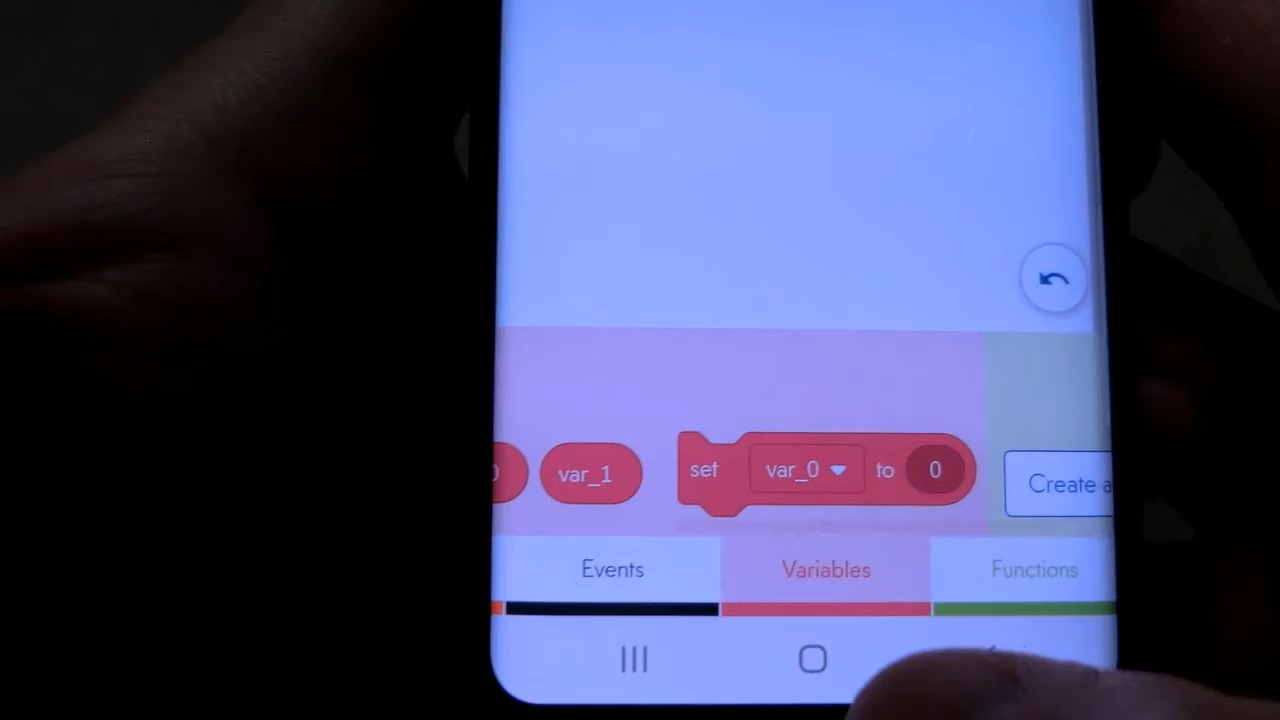 var_1
set var_0 to 0
Create a
Events Variables Functions